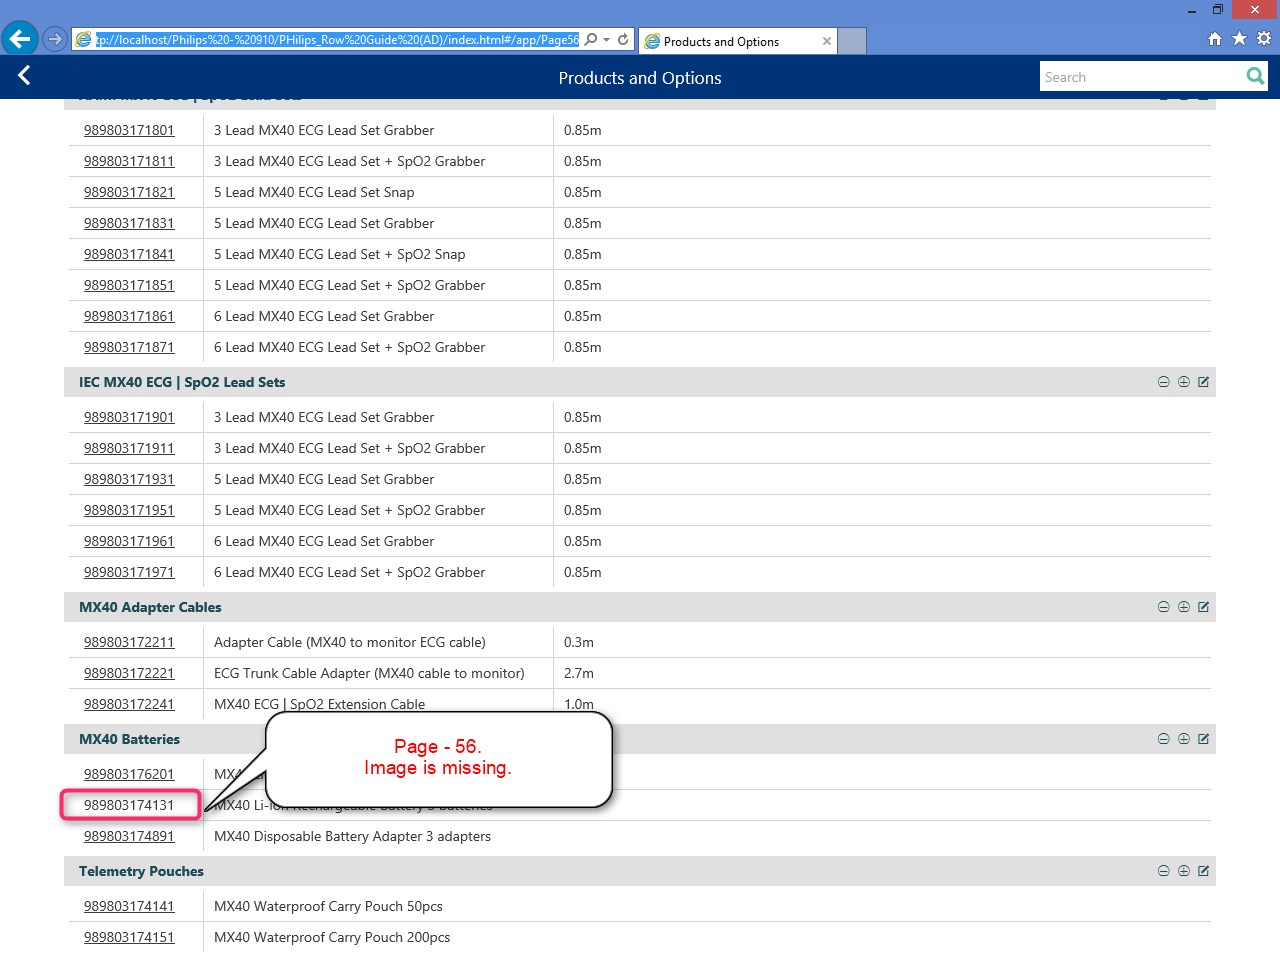 tp://localhost/Philips%20-%20910/PHilips_Row%20Guide%20(AD)/index.html#/app/Page56
Products and Options
Products and Options
Search
989803171801 3 Lead MX40 ECG Lead Set Grabber 0.85m
989803171811 3 Lead MX40 ECG Lead Set + SpO2 Grabber 0.85m
989803171821 5 Lead MX40 ECG Lead Set Snap 0.85m
989803171831 5 Lead MX40 ECG Lead Set Grabber 0.85m
989803171841 5 Lead MX40 ECG Lead Set + SpO2 Snap 0.85m
989803171851 5 Lead MX40 ECG Lead Set + SpO2 Grabber 0.85m
989803171861 6 Lead MX40 ECG Lead Set Grabber 0.85m
989803171871 6 Lead MX40 ECG Lead Set + SpO2 Grabber 0.85m
IEC MX40 ECG | SpO2 Lead Sets
989803171901 3 Lead MX40 ECG Lead Set Grabber 0.85m
989803171911 3 Lead MX40 ECG Lead Set + SpO2 Grabber 0.85m
989803171931 5 Lead MX40 ECG Lead Set Grabber 0.85m
989803171951 5 Lead MX40 ECG Lead Set + SpO2 Grabber 0.85m
989803171961 6 Lead MX40 ECG Lead Set Grabber 0.85m
989803171971 6 Lead MX40 ECG Lead Set + SpO2 Grabber 0.85m
MX40 Adapter Cables
989803172211 Adapter Cable (MX40 to monitor ECG cable) 0.3m
989803172221 ECG Trunk Cable Adapter (MX40 cable to monitor) 2.7m
989803172241 MX40 ECG | SpO2 Extension Cable 1.0m
MX40 Batteries
Page - 56.
Image is missing.
989803176201
989803174131 MX40 Li-Ion Rechargeable Battery 3 batteries
989803174891 MX40 Disposable Battery Adapter 3 adapters
Telemetry Pouches
989803174141 MX40 Waterproof Carry Pouch 50pcs
989803174151 MX40 Waterproof Carry Pouch 200pcs